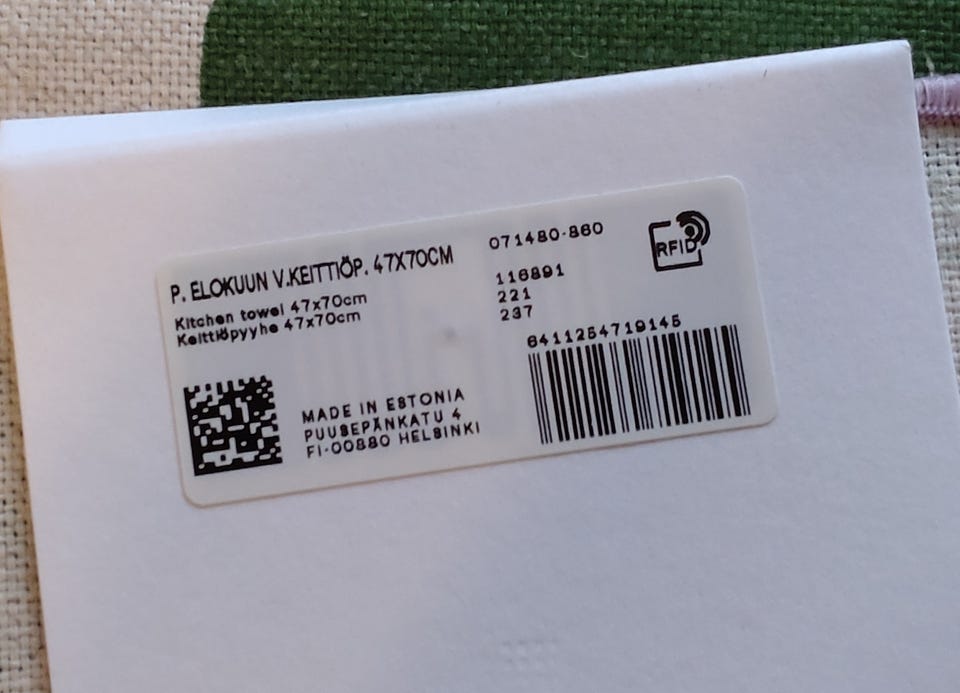 P. ELOKUUN V.KEITTIÖP. 47X70CM
Kitchen towel 47x70cm
Keittiöpyyhe 47x70cm
071480-860
116891
221
237
RFID
6411254719145
MADE IN ESTONIA
PUUSEPÄNKATU 4
FI-00880 HELSINKI